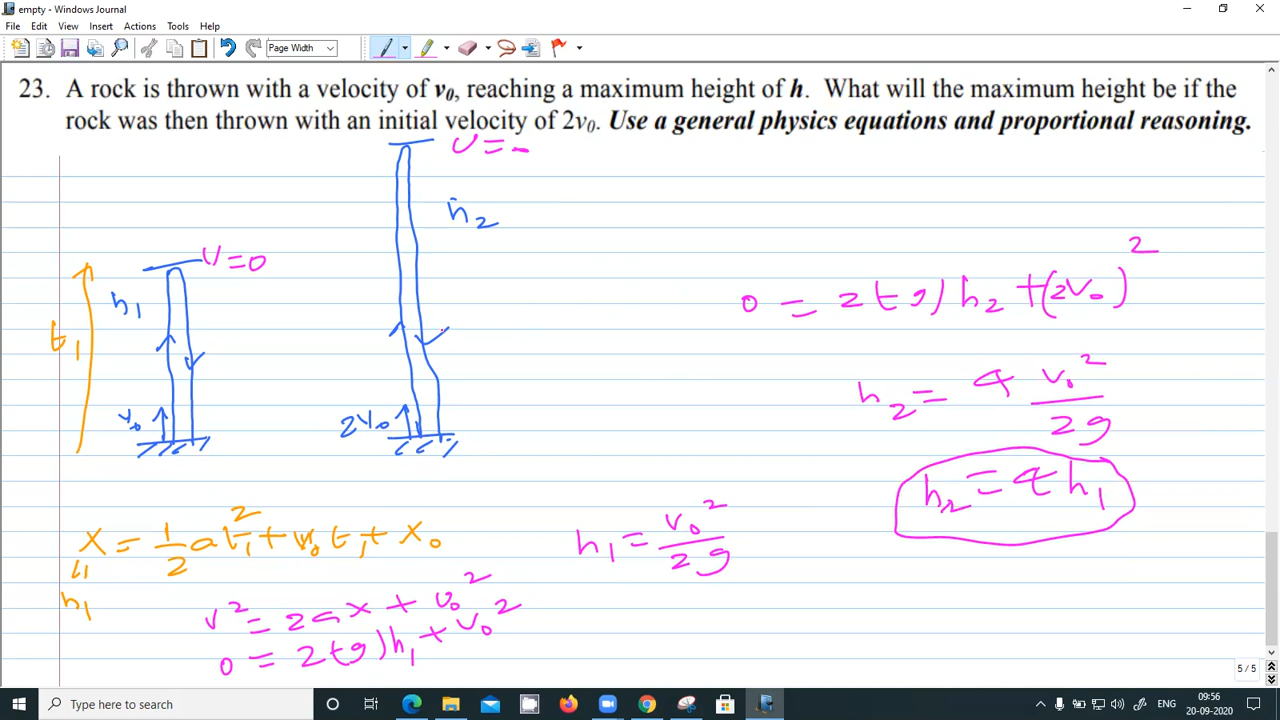 empty - Windows Journal
File Edit View Insert Actions Tools Help
Page Width
23. A rock is thrown with a velocity of v₀, reaching a maximum height of h. What will the maximum height be if the
rock was then thrown with an initial velocity of 2v₀. Use a general physics equations and proportional reasoning.
v = -
h₂
v = 0
h₁
t₁
v₀
2v₀
0 = 2(-g)h₂ + (2v₀)²
h₂ = 4 v₀²/2g
h₂ = 4h₁
x = 1/2 a t₁² + v₀ t₁ + x₀
h₁
h₁ = v₀²/2g
v² = 2ax + v₀²
0 = 2(-g)h₁ + v₀²
5 / 5
Type here to search
ENG
09:56
20-09-2020